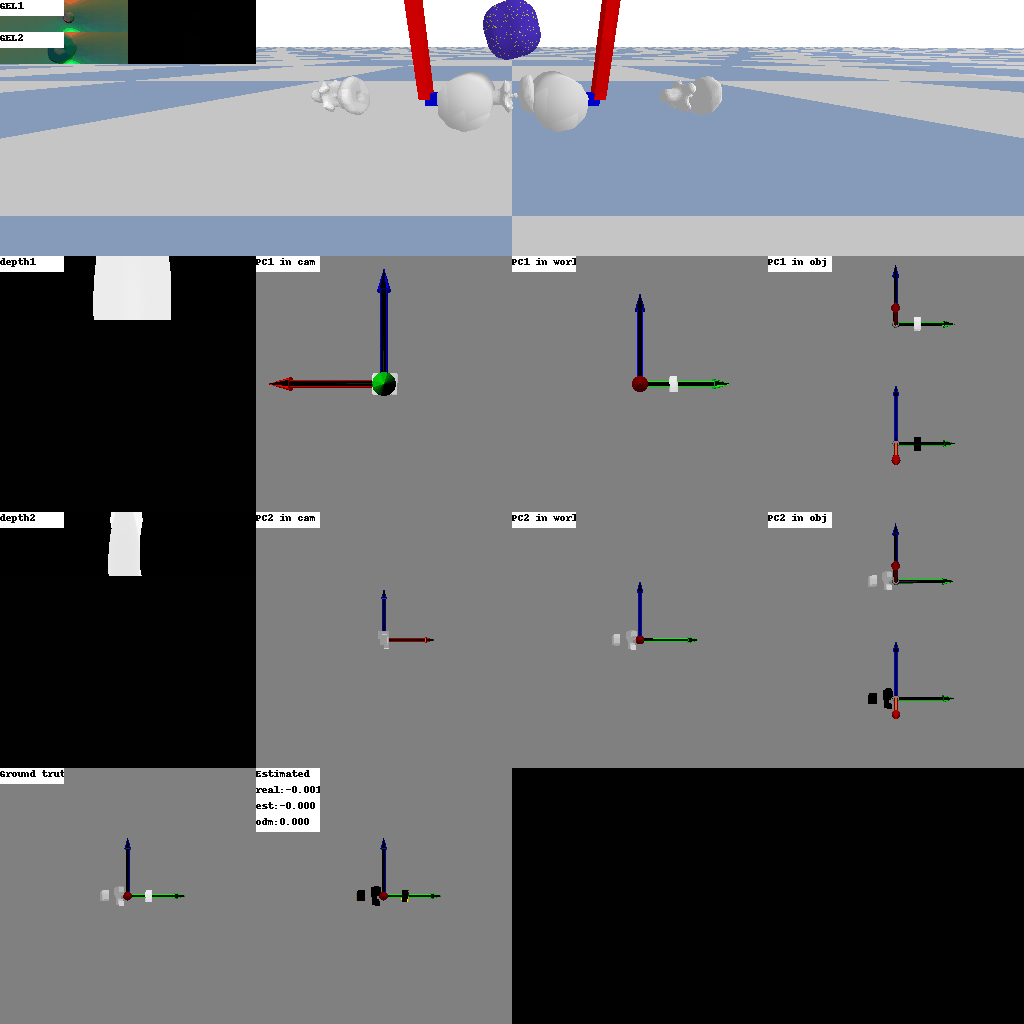 GEL1
GEL2
depth1
PC1 in cam
PC1 in worl
PC1 in obj
depth2
PC2 in cam
PC2 in worl
PC2 in obj
Ground trut
Estimated
real:-0.001
est:-0.000
odm:0.000